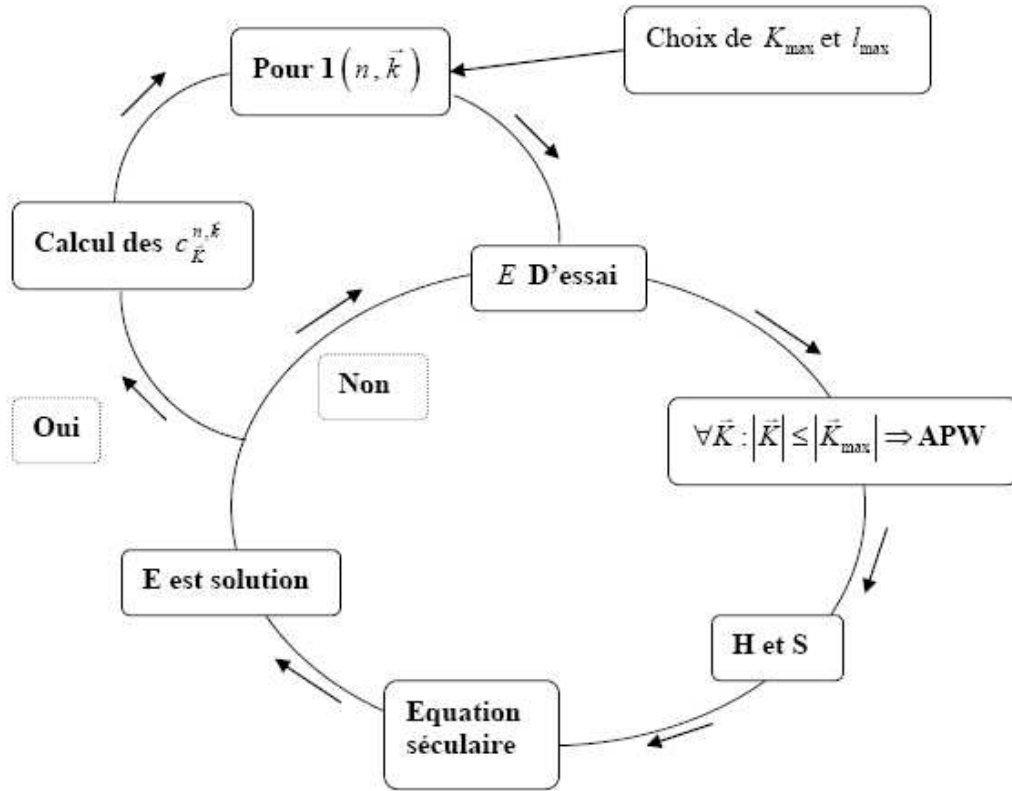 Choix de K_max et l_max
Pour 1 (n, k⃗)
Calcul des c_K⃗^{n,k⃗}
E D'essai
Non
Oui
∀K⃗ : |K⃗| ≤ |K⃗_max| ⇒ APW
E est solution
H et S
Equation
séculaire